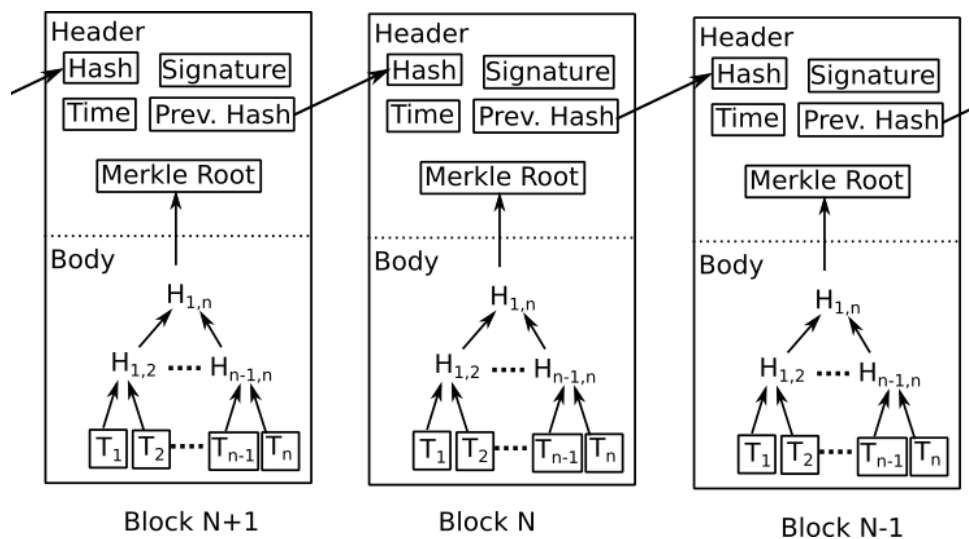 Header
Hash Signature
Time Prev. Hash
Merkle Root
Body
H1,n
H1,2 H n-1,n
T1 T2 Tn-1 Tn
Block N+1
Header
Hash Signature
Time Prev. Hash
Merkle Root
Body
H1,n
H1,2 H n-1,n
T1 T2 Tn-1 Tn
Block N
Header
Hash Signature
Time Prev. Hash
Merkle Root
Body
H1,n
H1,2 H n-1,n
T1 T2 Tn-1 Tn
Block N-1